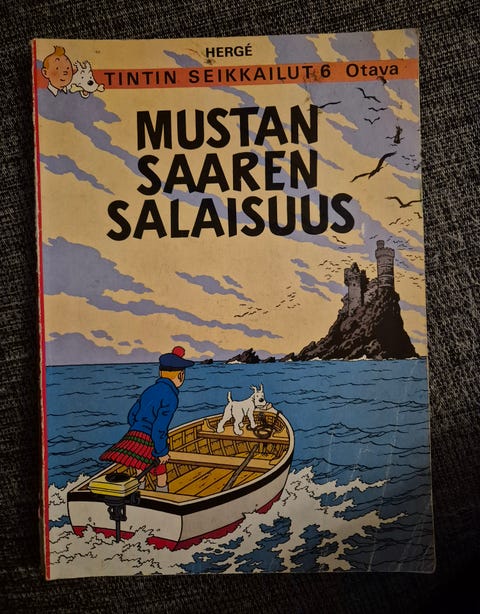 HERGÉ
TINTIN SEIKKAILUT 6 Otava
MUSTAN
SAAREN
SALAISUUS